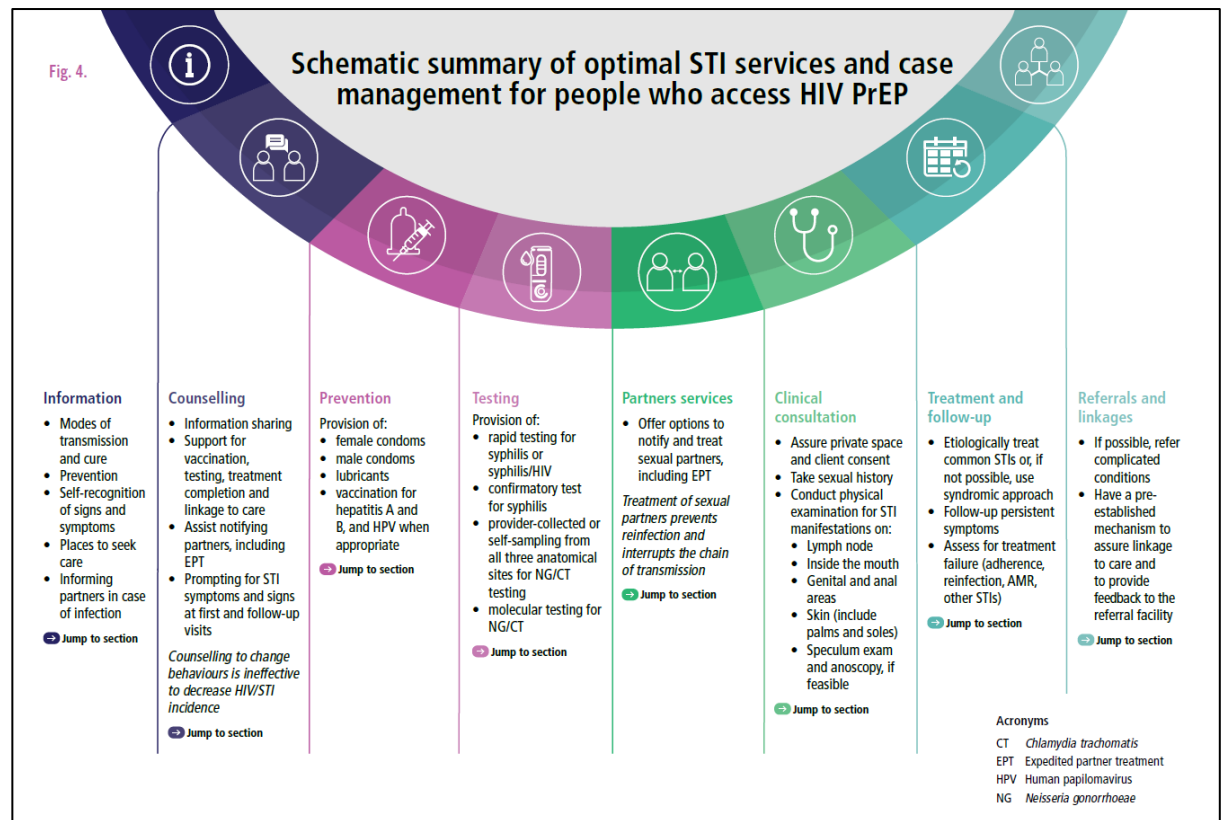 Fig. 4.
Schematic summary of optimal STI services and case
management for people who access HIV PrEP
Information
• Modes of
transmission
and cure
• Prevention
• Self-recognition
of signs and
symptoms
• Places to seek
care
• Informing
partners in case
of infection
Jump to section
Counselling
• Information sharing
• Support for
vaccination,
testing, treatment
completion and
linkage to care
• Assist notifying
partners, including
EPT
• Prompting for STI
symptoms and signs
at first and follow-up
visits
Counselling to change
behaviours is ineffective
to decrease HIV/STI
incidence
Jump to section
Prevention
Provision of:
• female condoms
• male condoms
• lubricants
• vaccination for
hepatitis A and
B, and HPV when
appropriate
Jump to section
Testing
Provision of:
• rapid testing for
syphilis or
syphilis/HIV
• confirmatory test
for syphilis
• provider-collected or
self-sampling from
all three anatomical
sites for NG/CT
testing
• molecular testing for
NG/CT
Jump to section
Partners services
• Offer options to
notify and treat
sexual partners,
including EPT
Treatment of sexual
partners prevents
reinfection and
interrupts the chain
of transmission
Jump to section
Clinical
consultation
• Assure private space
and client consent
• Take sexual history
• Conduct physical
examination for STI
manifestations on:
• Lymph node
• Inside the mouth
• Genital and anal
areas
• Skin (include
palms and soles)
• Speculum exam
and anoscopy, if
feasible
Jump to section
Treatment and
follow-up
• Etiologically treat
common STIs or, if
not possible, use
syndromic approach
• Follow-up persistent
symptoms
• Assess for treatment
failure (adherence,
reinfection, AMR,
other STIs)
Jump to section
Referrals and
linkages
• If possible, refer
complicated
conditions
• Have a pre-
established
mechanism to
assure linkage
to care and
to provide
feedback to the
referral facility
Jump to section
Acronyms
CT Chlamydia trachomatis
EPT Expedited partner treatment
HPV Human papilomavirus
NG Neisseria gonorrhoeae